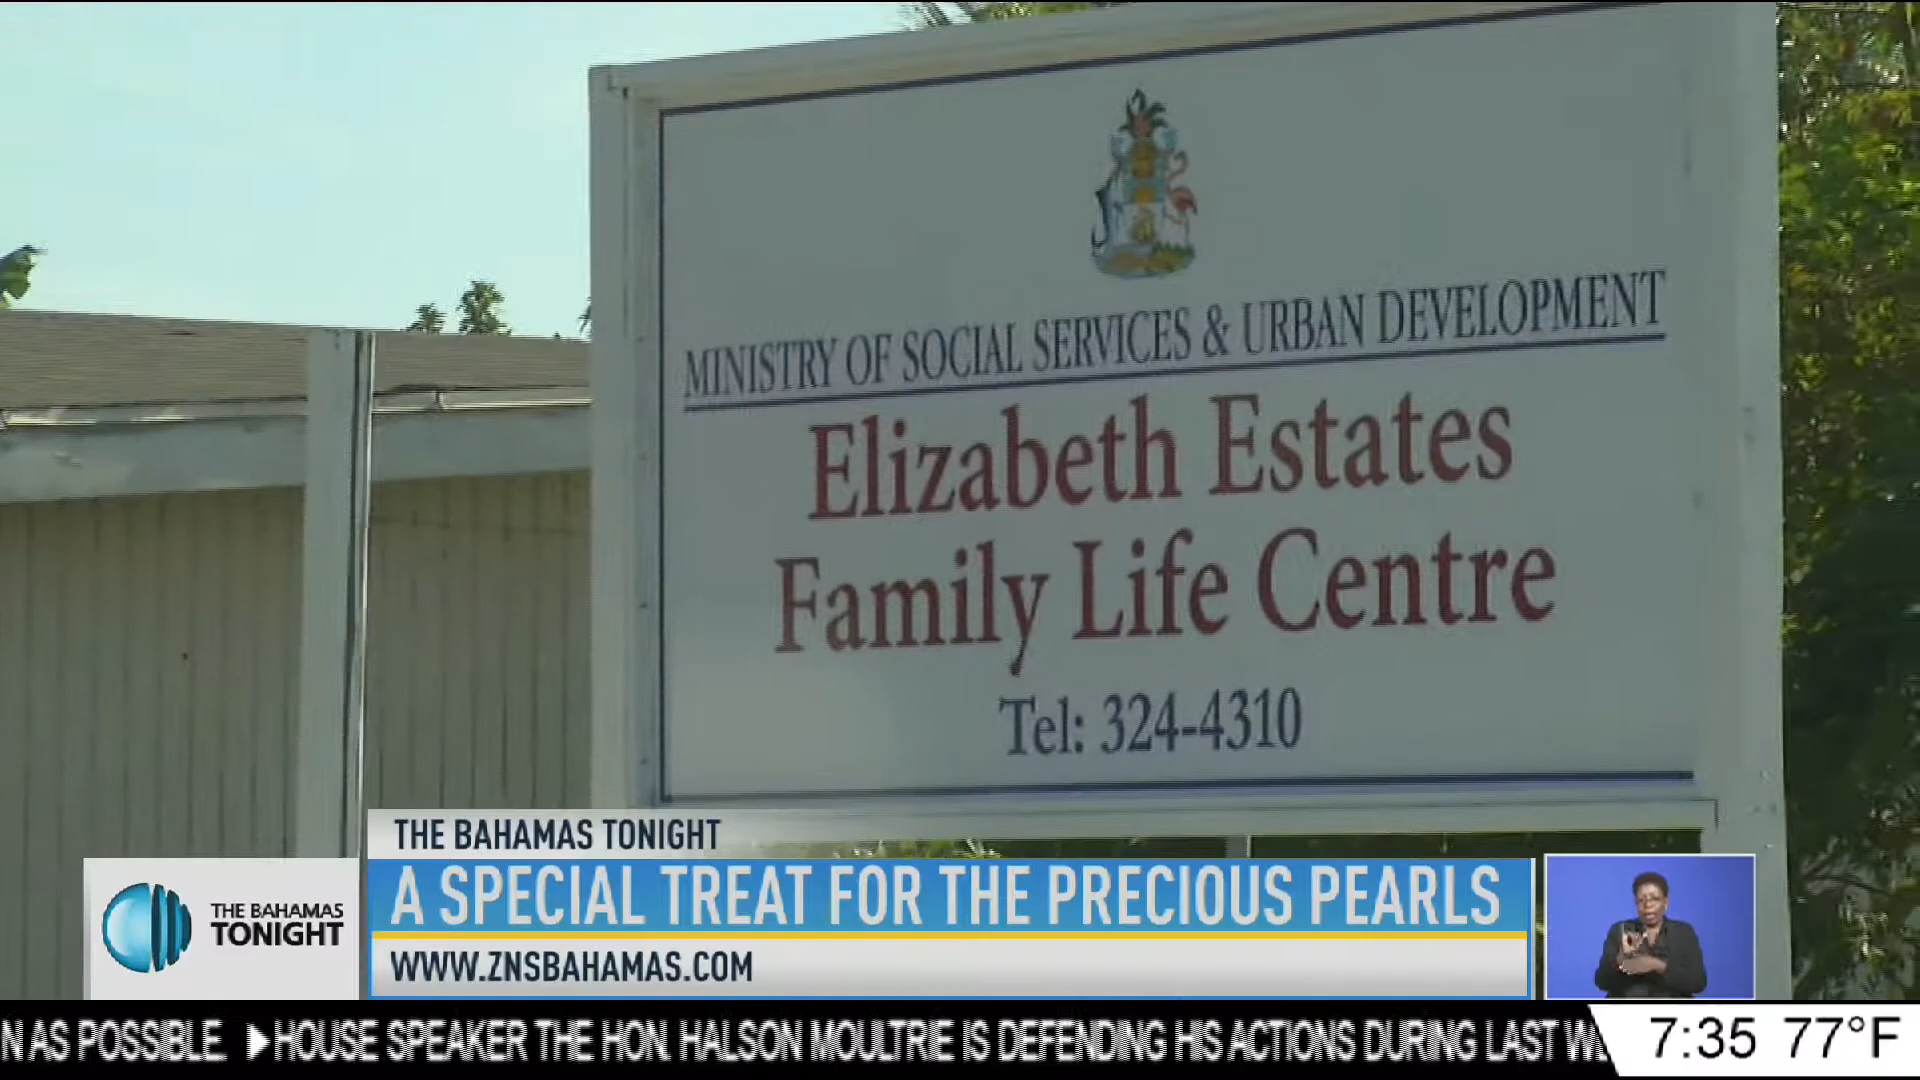 MINISTRY OF SOCIAL SERVICES & URBAN DEVELOPMENT
Elizabeth Estates
Family Life Centre
Tel: 324-4310
THE BAHAMAS TONIGHT
A SPECIAL TREAT FOR THE PRECIOUS PEARLS
WWW.ZNSBAHAMAS.COM
THE BAHAMAS
TONIGHT
N AS POSSIBLE. ▶HOUSE SPEAKER THE HON. HALSON MOULTRIE IS DEFENDING HIS ACTIONS DURING LAST
7:35 77°F